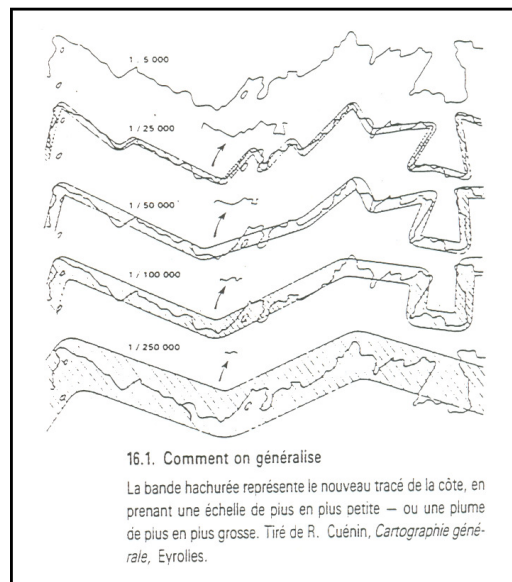 1 : 5 000
1 / 25 000
1 / 50 000
1 / 100 000
1 / 250 000
16.1. Comment on généralise
La bande hachurée représente le nouveau tracé de la côte, en
prenant une échelle de plus en plus petite — ou une plume
de plus en plus grosse. Tiré de R. Cuénin, Cartographie géné-
rale, Eyrolles.